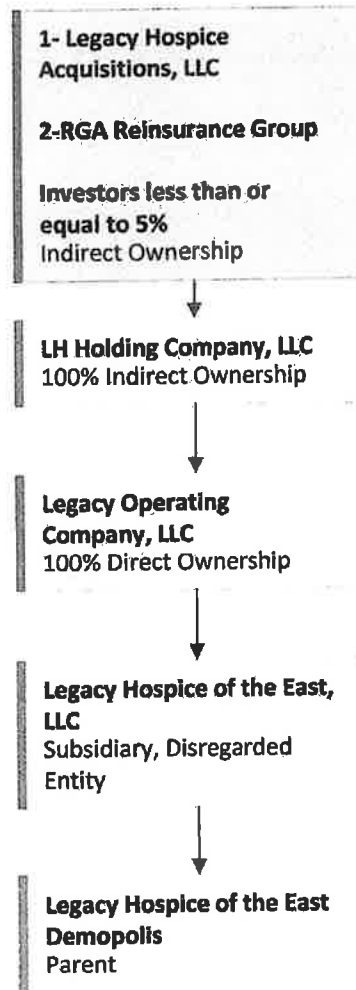 1- Legacy Hospice
Acquisitions, LLC
2-RGA Reinsurance Group
Investors less than or
equal to 5%
Indirect Ownership
LH Holding Company, LLC
100% Indirect Ownership
Legacy Operating
Company, LLC
100% Direct Ownership
Legacy Hospice of the East,
LLC
Subsidiary, Disregarded
Entity
Legacy Hospice of the East
Demopolis
Parent